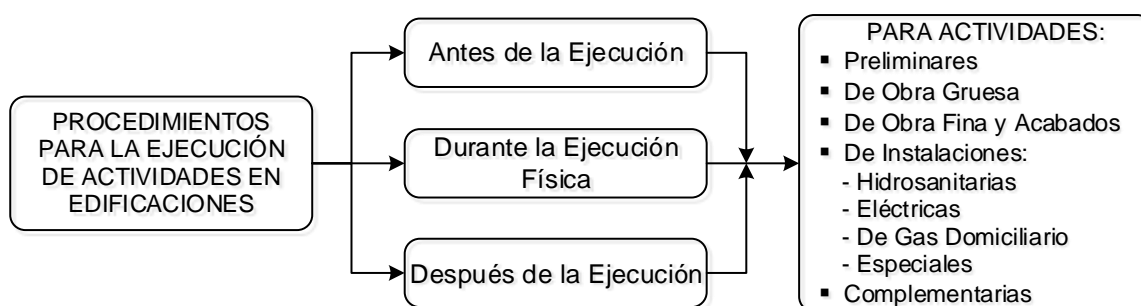 PROCEDIMIENTOS
PARA LA EJECUCIÓN
DE ACTIVIDADES EN
EDIFICACIONES
Antes de la Ejecución
Durante la Ejecución
Física
Después de la Ejecución
PARA ACTIVIDADES:
▪ Preliminares
▪ De Obra Gruesa
▪ De Obra Fina y Acabados
▪ De Instalaciones:
- Hidrosanitarias
- Eléctricas
- De Gas Domiciliario
- Especiales
▪ Complementarias